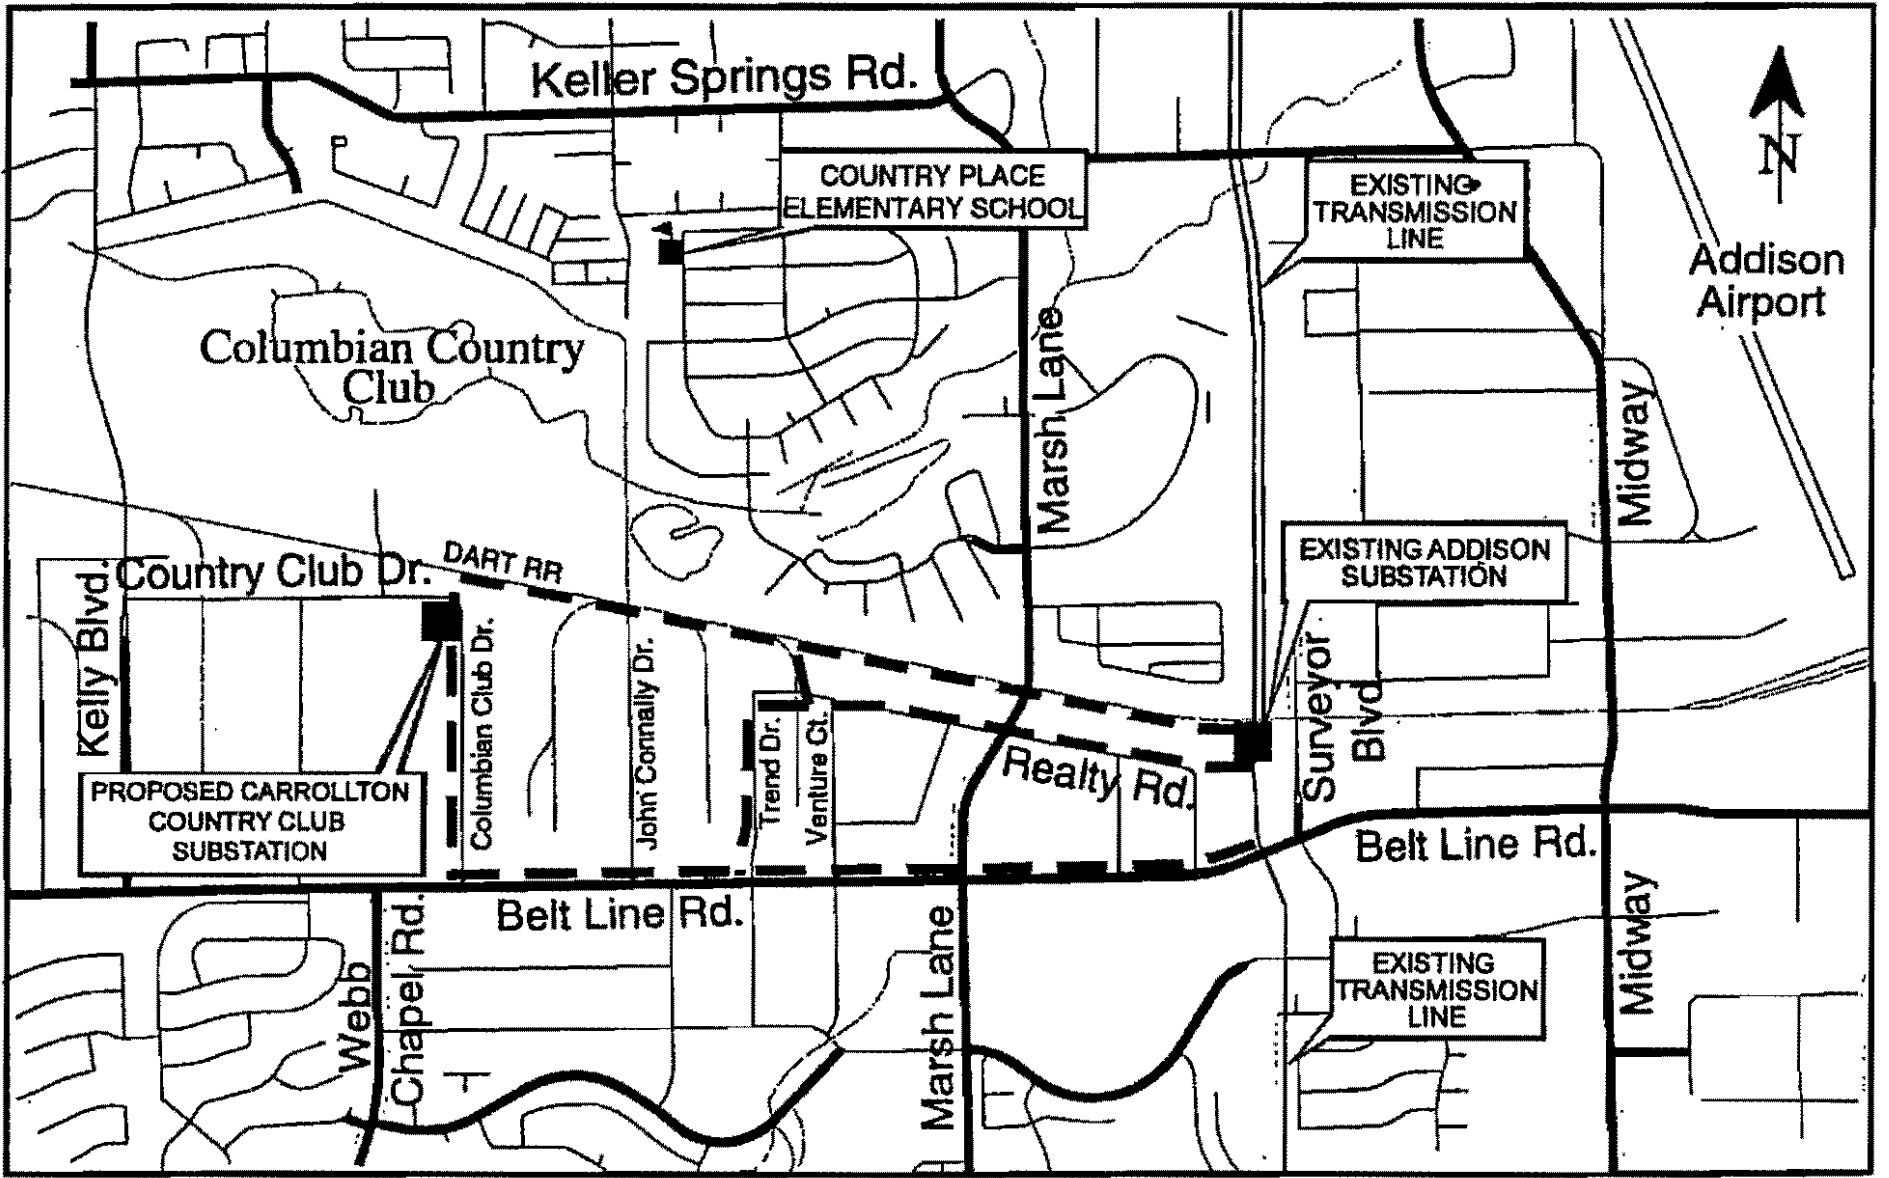 Keller Springs Rd.
N
COUNTRY PLACE
ELEMENTARY SCHOOL
EXISTING
TRANSMISSION
LINE
Addison
Airport
Columbian Country
Club
Marsh Lane
Midway
EXISTING ADDISON
SUBSTATION
DART RR
Country Club Dr.
Kelly Blvd.
Columbian Club Dr.
John Connally Dr.
Trend Dr.
Venture Ct.
Surveyor
Blvd.
Realty Rd.
PROPOSED CARROLLTON
COUNTRY CLUB
SUBSTATION
Belt Line Rd.
Belt Line Rd.
Webb
Chapel Rd.
Marsh Lane
EXISTING
TRANSMISSION
LINE
Midway